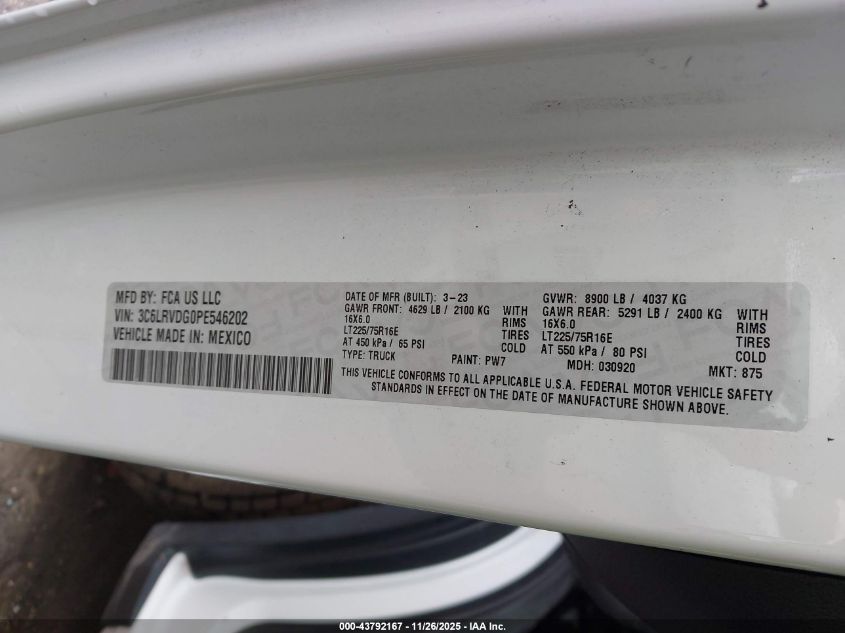 MFD BY: FCA US LLC
VIN: 3C6LRVDG0PE546202
VEHICLE MADE IN: MEXICO
DATE OF MFR (BUILT): 3-23
GAWR FRONT: 4629 LB / 2100 KG WITH
16X6.0 RIMS
LT225/75R16E TIRES
AT 450 kPa / 65 PSI COLD
TYPE: TRUCK PAINT: PW7
GVWR: 8900 LB / 4037 KG
GAWR REAR: 5291 LB / 2400 KG WITH
16X6.0 RIMS
LT225/75R16E TIRES
AT 550 kPa / 80 PSI COLD
MDH: 030920 MKT: 875
THIS VEHICLE CONFORMS TO ALL APPLICABLE U.S.A. FEDERAL MOTOR VEHICLE SAFETY
STANDARDS IN EFFECT ON THE DATE OF MANUFACTURE SHOWN ABOVE.
000-43792167 - 11/26/2025 - IAA Inc.